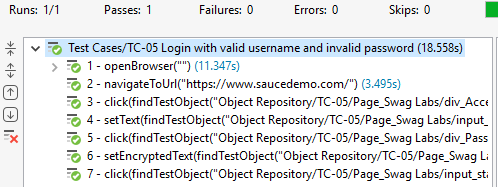 Runs: 1/1 Passes: 1 Failures: 0 Errors: 0 Skips: 0
Test Cases/TC-05 Login with valid username and invalid password (18.558s)
1 - openBrowser("") (11.347s)
2 - navigateToUrl("https://www.saucedemo.com/") (3.495s)
3 - click(findTestObject("Object Repository/TC-05/Page_Swag Labs/div_Acce
4 - setText(findTestObject("Object Repository/TC-05/Page_Swag Labs/input_
5 - click(findTestObject("Object Repository/TC-05/Page_Swag Labs/div_Pass
6 - setEncryptedText(findTestObject("Object Repository/TC-05/Page_Swag La
7 - click(findTestObject("Object Repository/TC-05/Page_Swag Labs/input_sta